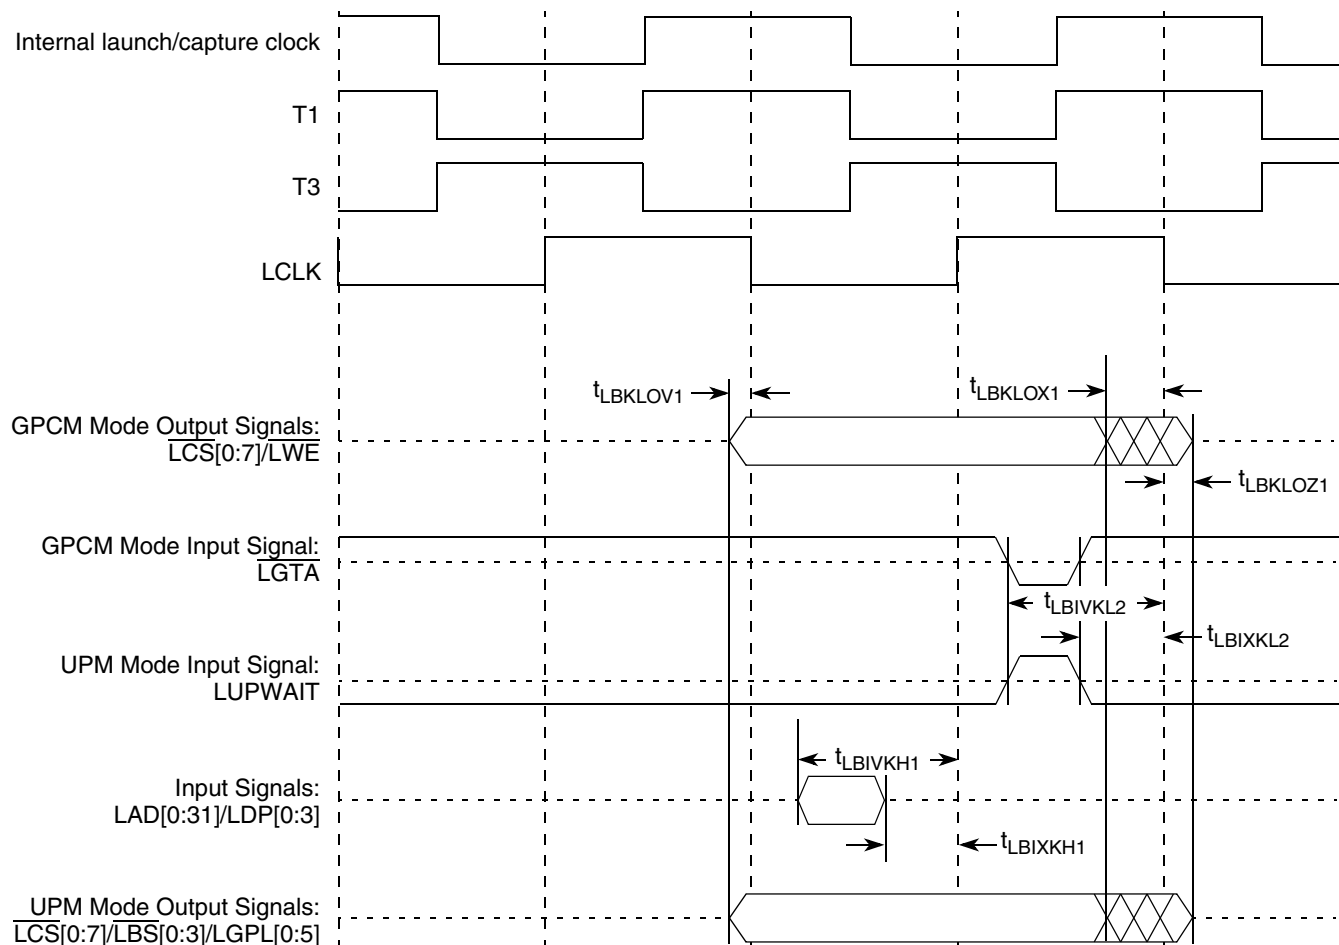 Internal launch/capture clock
T1
T3
LCLK
tLBKLOV1
tLBKLOX1
GPCM Mode Output Signals:
LCS[0:7]/LWE
tLBKLOZ1
GPCM Mode Input Signal:
LGTA
tLBIVKL2
tLBIXKL2
UPM Mode Input Signal:
LUPWAIT
tLBIVKH1
Input Signals:
LAD[0:31]/LDP[0:3]
tLBIXKH1
UPM Mode Output Signals:
LCS[0:7]/LBS[0:3]/LGPL[0:5]